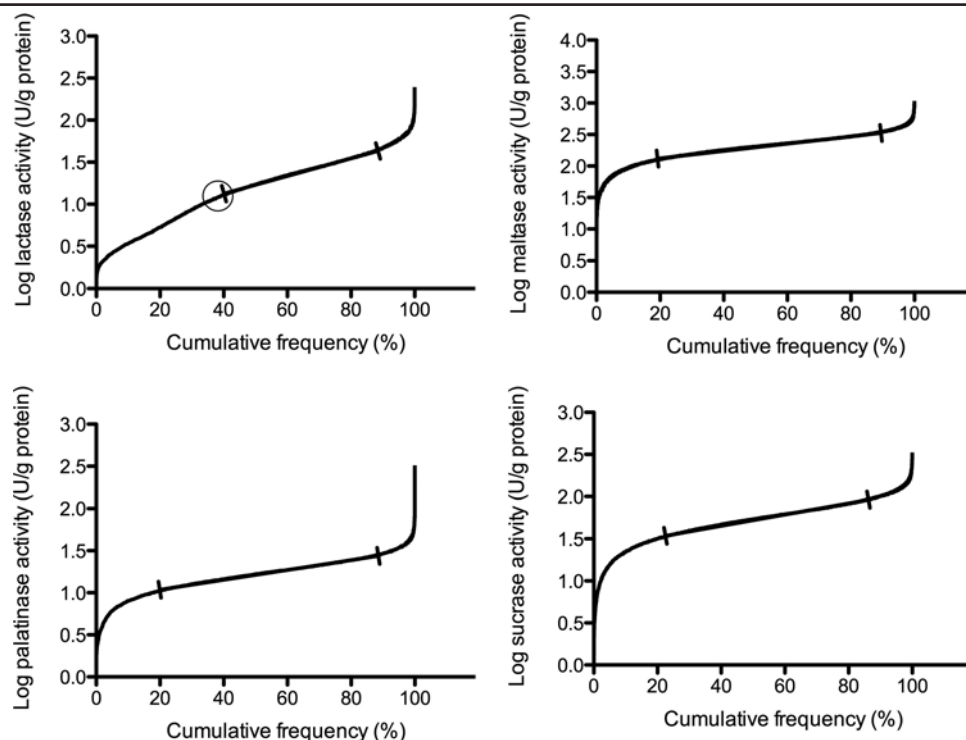 Log lactase activity (U/g protein)
3.0
2.5
2.0
1.5
1.0
0.5
0.0
0 20 40 60 80 100
Cumulative frequency (%)
Log maltase activity (U/g protein)
4.0
3.5
3.0
2.5
2.0
1.5
1.0
0.5
0.0
0 20 40 60 80 100
Cumulative frequency (%)
Log palatinase activity (U/g protein)
3.0
2.5
2.0
1.5
1.0
0.5
0.0
0 20 40 60 80 100
Cumulative frequency (%)
Log sucrase activity (U/g protein)
3.0
2.5
2.0
1.5
1.0
0.5
0.0
0 20 40 60 80 100
Cumulative frequency (%)